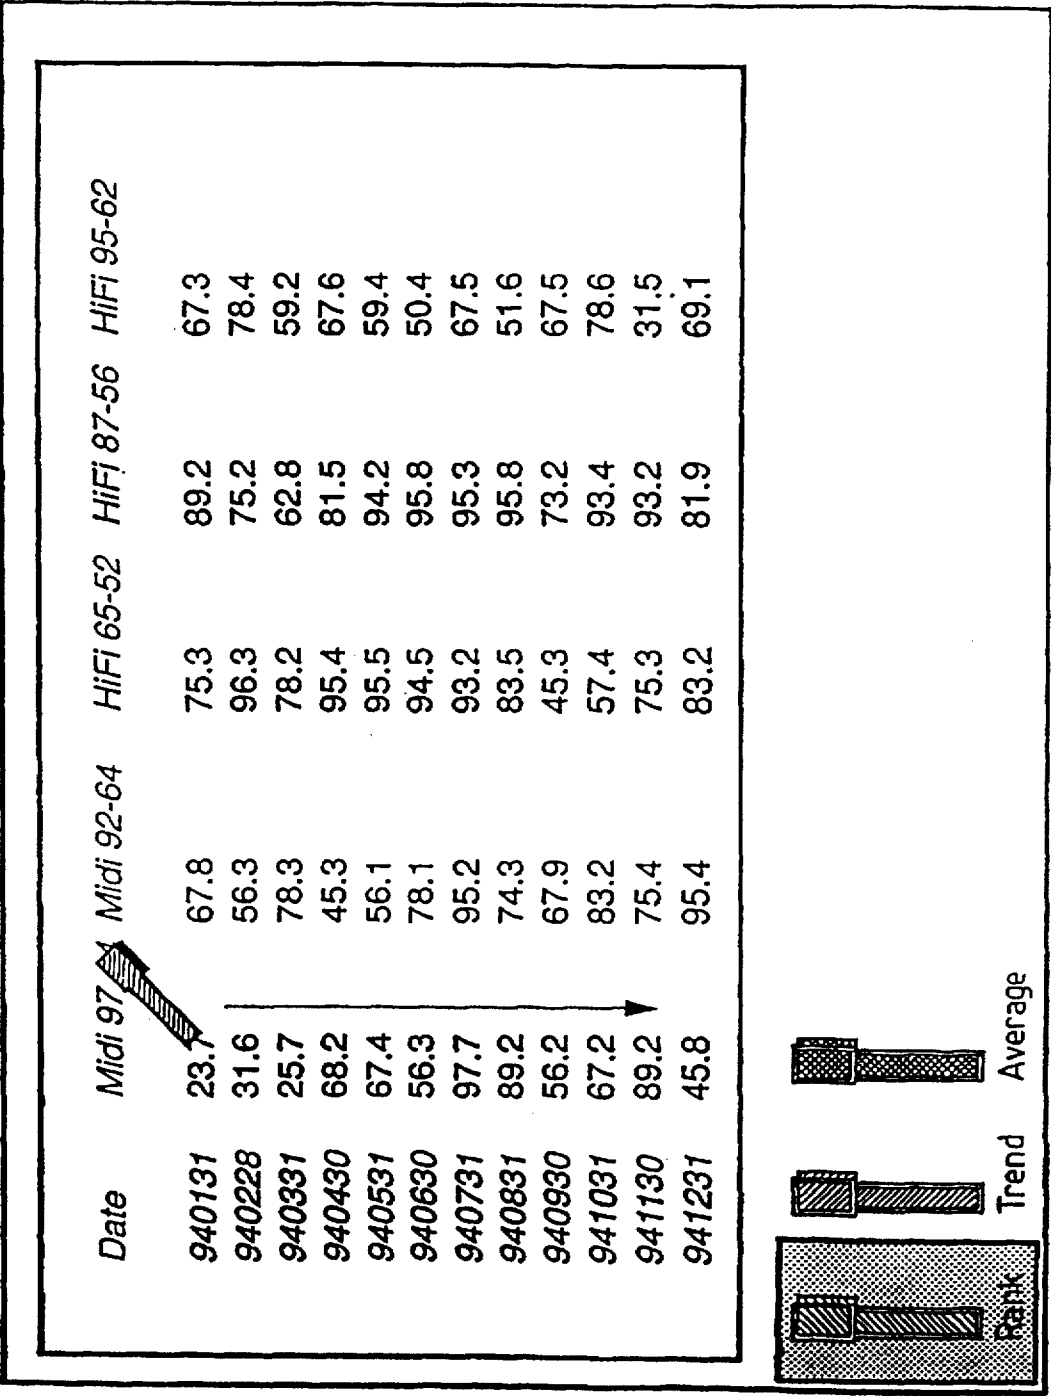 Date Midi 97 4 Midi 92-64 HiFi 65-52 HiFi 87-56 HiFi 95-62
940131 23.7 67.8 75.3 89.2 67.3
940228 31.6 56.3 96.3 75.2 78.4
940331 25.7 78.3 78.2 62.8 59.2
940430 68.2 45.3 95.4 81.5 67.6
940531 67.4 56.1 95.5 94.2 59.4
940630 56.3 78.1 94.5 95.8 50.4
940731 97.7 95.2 93.2 95.3 67.5
940831 89.2 74.3 83.5 95.8 51.6
940930 56.2 67.9 45.3 73.2 67.5
941031 67.2 83.2 57.4 93.4 78.6
941130 89.2 75.4 75.3 93.2 31.5
941231 45.8 95.4 83.2 81.9 69.1
Rank Trend Average